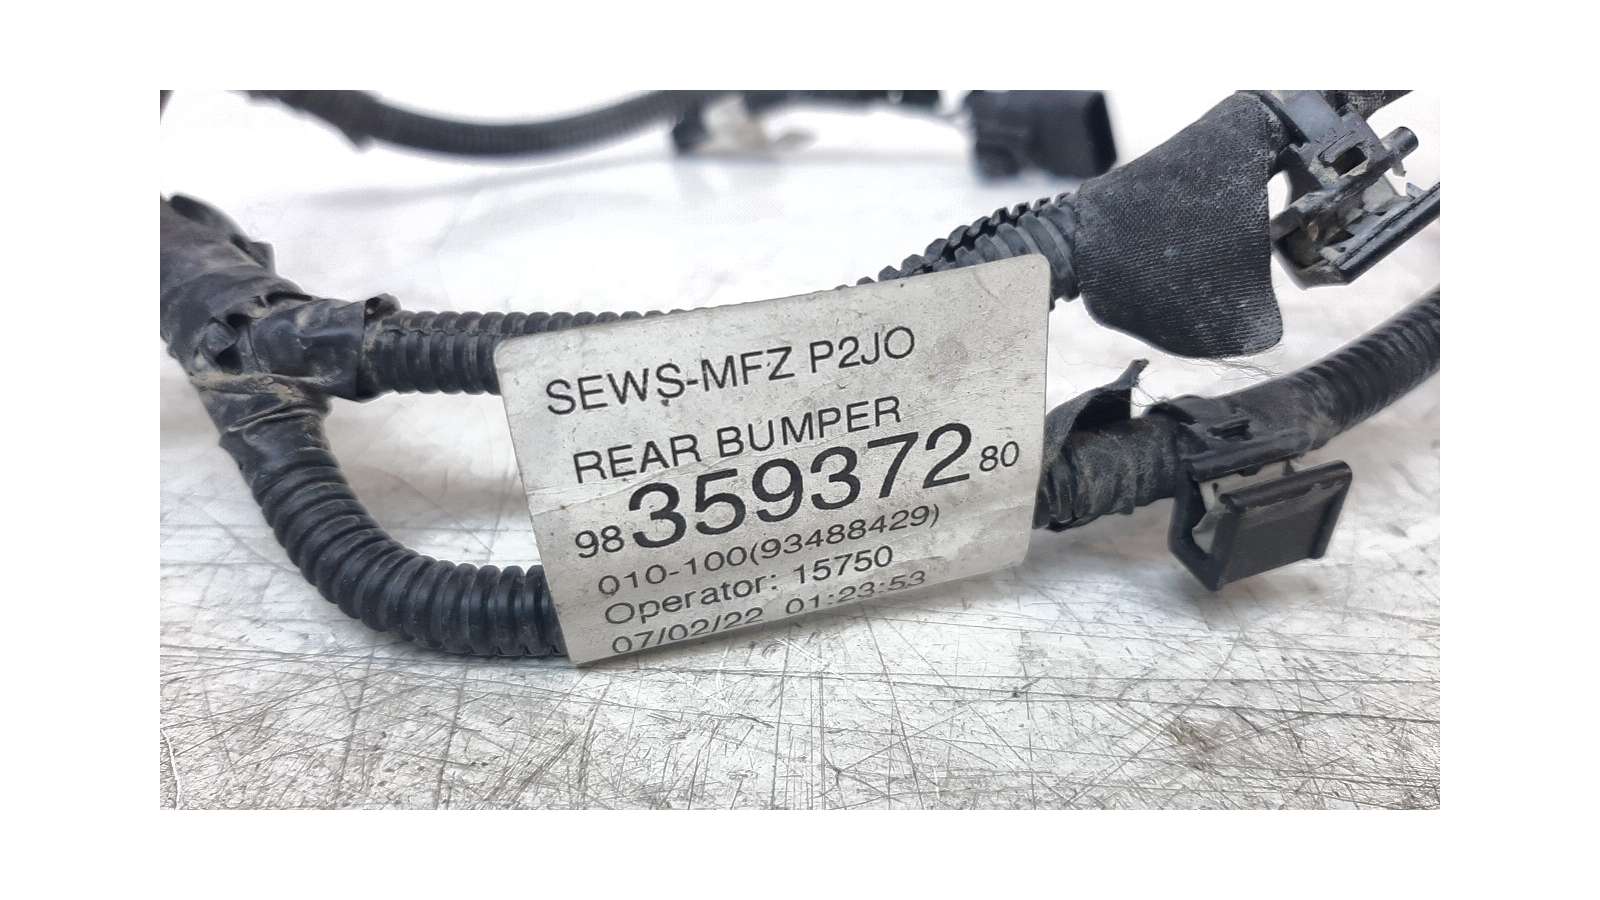 SEWS-MFZ P2JO
REAR BUMPER
98 359372 80
010-100(93488429)
Operator: 15750
07/02/22 01:23:53